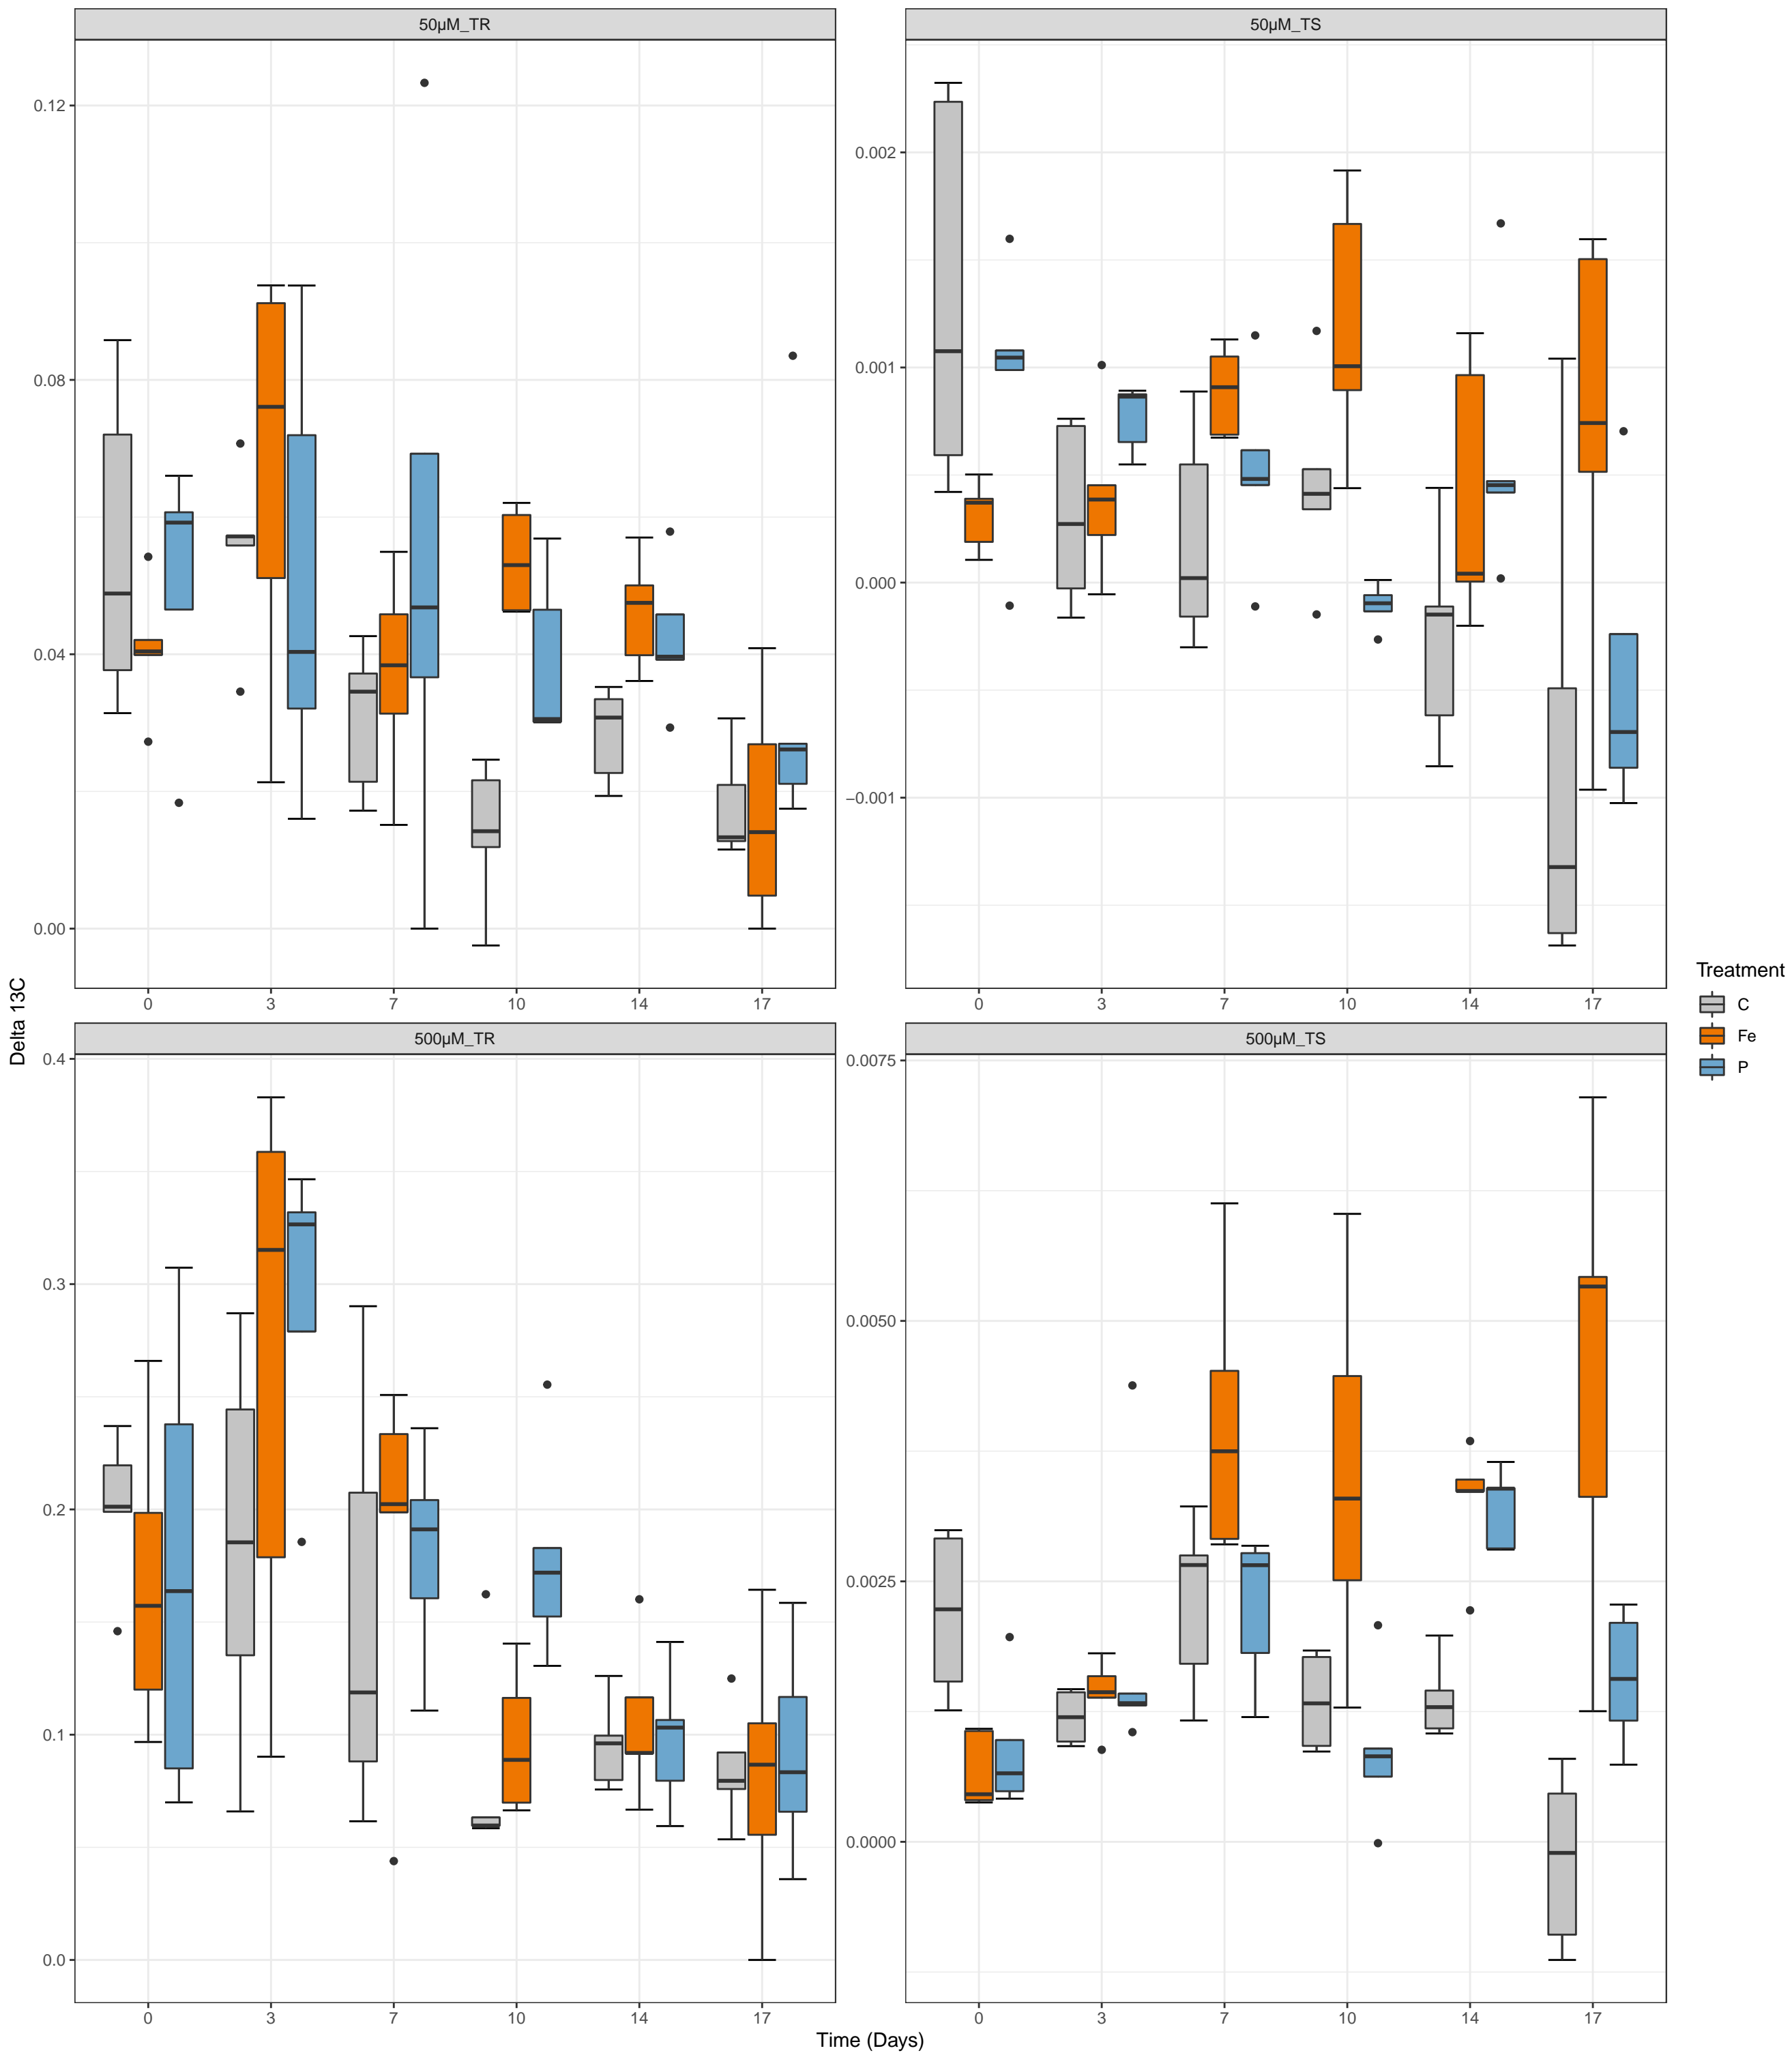 50µM_TR
50µM_TS
0.12
0.08
0.04
0.00
0.002
0.001
0.000
−0.001
0 3 7 10 14 17
0 3 7 10 14 17
Delta 13C
500µM_TR
500µM_TS
0.4
0.3
0.2
0.1
0.0
0.0075
0.0050
0.0025
0.0000
0 3 7 10 14 17
0 3 7 10 14 17
Time (Days)
Treatment
C
Fe
P